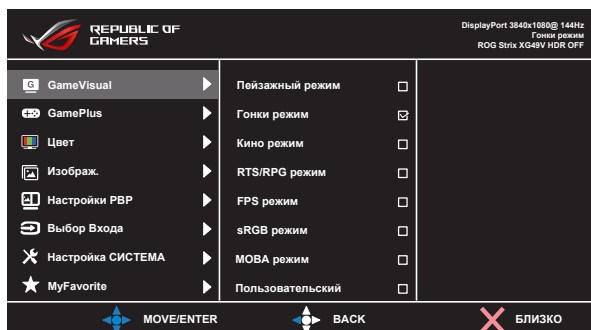 REPUBLIC OF
GAMERS
DisplayPort 3840x1080@ 144Hz
Гонки режим
ROG Strix XG49V HDR OFF
G GameVisual
GamePlus
Цвет
Изображ.
Настройки PBP
Выбор Входа
Настройка СИСТЕМА
MyFavorite
Пейзажный режим
Гонки режим
Кино режим
RTS/RPG режим
FPS режим
sRGB режим
MOBA режим
Пользовательский
MOVE/ENTER
BACK
БЛИЗКО